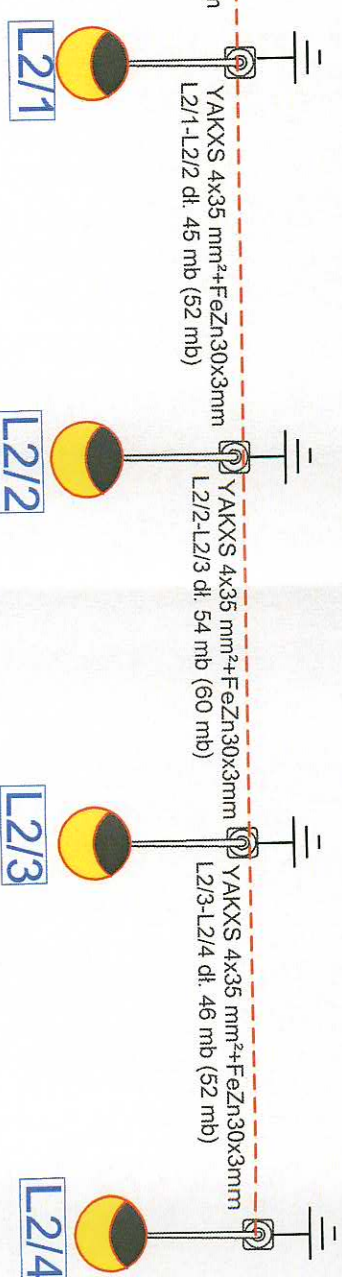 m
L2/1
YAKXS 4x35 mm²+FeZn30x3mm
L2/1-L2/2 dł. 45 mb (52 mb)
L2/2
YAKXS 4x35 mm²+FeZn30x3mm
L2/2-L2/3 dł. 54 mb (60 mb)
L2/3
YAKXS 4x35 mm²+FeZn30x3mm
L2/3-L2/4 dł. 46 mb (52 mb)
L2/4